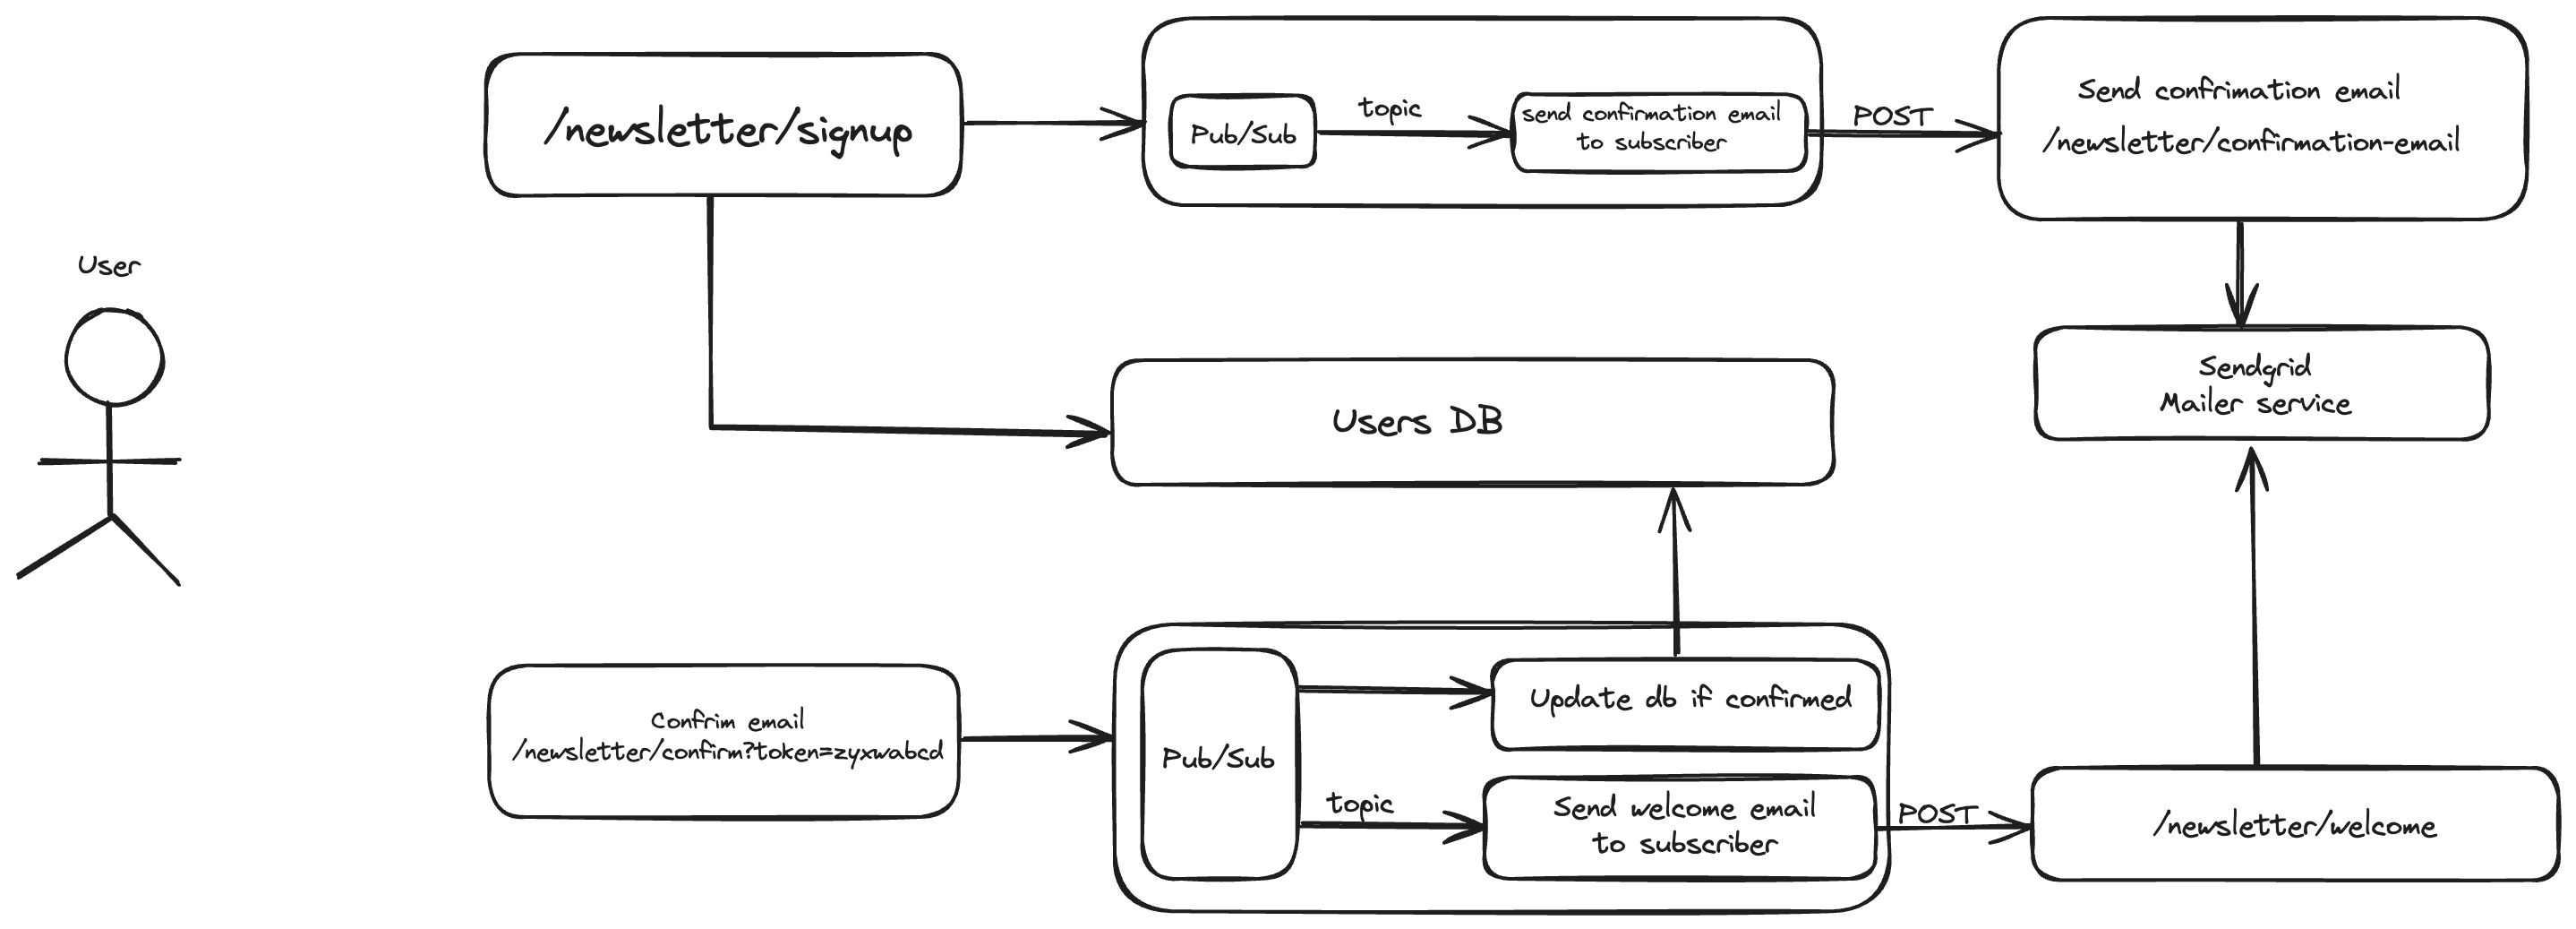 /newsletter/signup
Pub/Sub
topic
send confirmation email
to subscriber
POST
Send confrimation email
/newsletter/confirmation-email
User
Sendgrid
Mailer service
Users DB
Confrim email
/newsletter/confirm?token=zyxwabcd
Pub/Sub
Update db if confirmed
topic
Send welcome email
to subscriber
POST
/newsletter/welcome